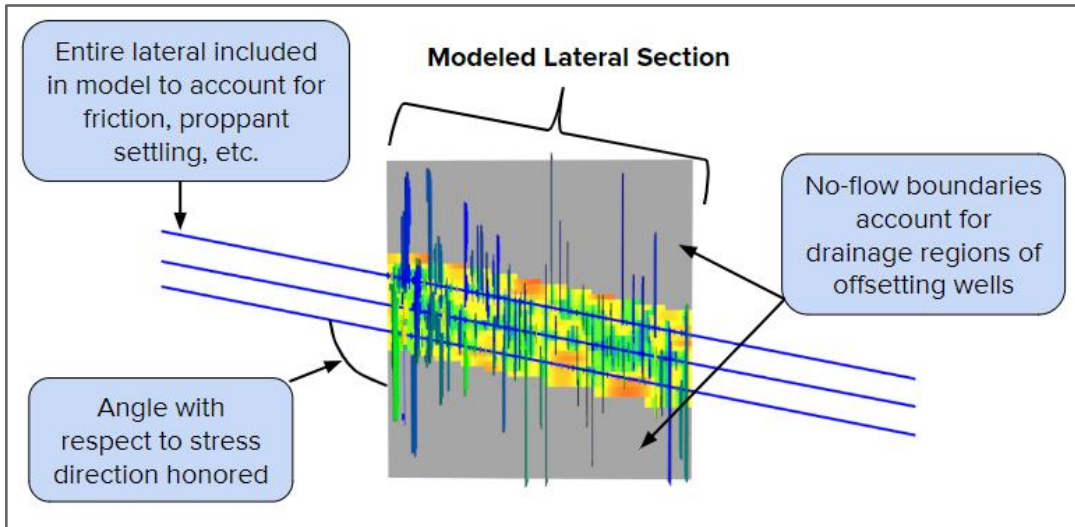 Entire lateral included
in model to account for
friction, proppant
settling, etc.
Modeled Lateral Section
No-flow boundaries
account for
drainage regions of
offsetting wells
Angle with
respect to stress
direction honored